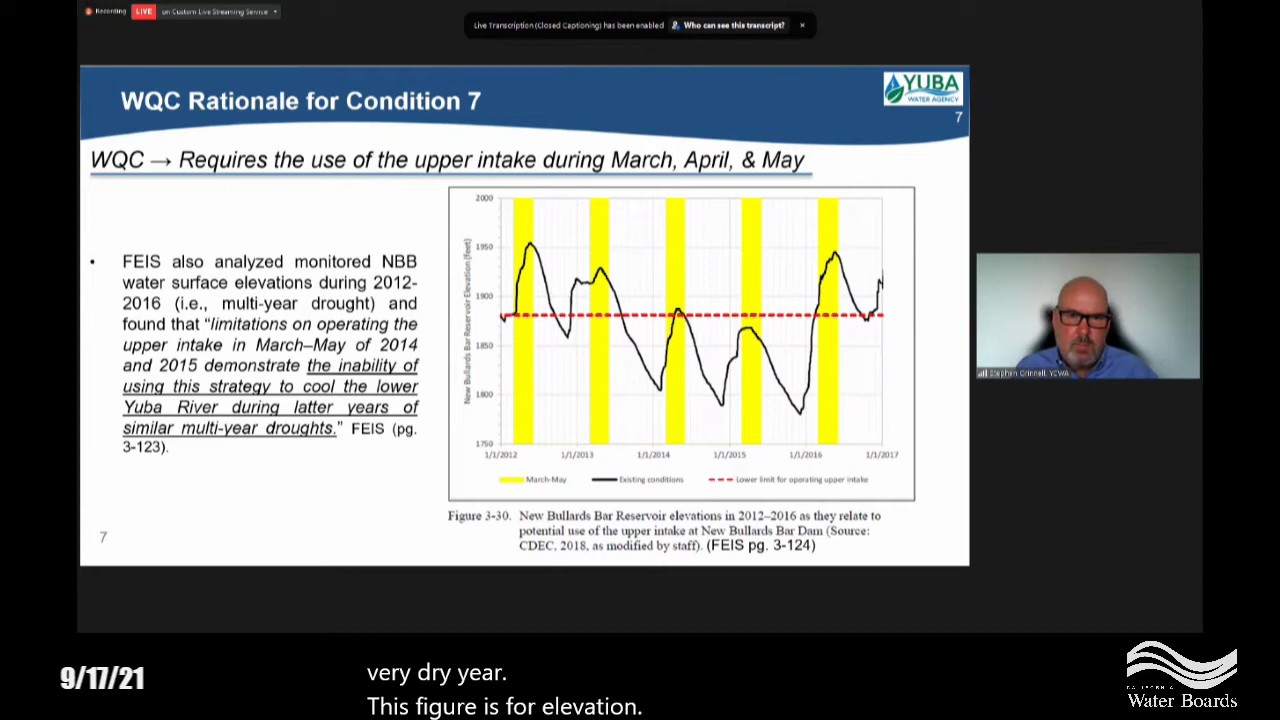 Recording
LIVE
on Custom Live Streaming Service
Live Transcription (Closed Captioning) has been enabled
Who can see this transcript?
WQC Rationale for Condition 7
YUBA
WATER AGENCY
7
WQC → Requires the use of the upper intake during March, April, & May
• FEIS also analyzed monitored NBB
water surface elevations during 2012-
2016 (i.e., multi-year drought) and
found that "limitations on operating the
upper intake in March–May of 2014
and 2015 demonstrate the inability of
using this strategy to cool the lower
Yuba River during latter years of
similar multi-year droughts." FEIS (pg.
3-123).
New Bullards Bar Reservoir Elevation (feet)
2000
1950
1900
1850
1800
1750
1/1/2012
1/1/2013
1/1/2014
1/1/2015
1/1/2016
1/1/2017
March-May
Existing conditions
Lower limit for operating upper intake
Figure 3-30. New Bullards Bar Reservoir elevations in 2012–2016 as they relate to
potential use of the upper intake at New Bullards Bar Dam (Source:
CDEC, 2018, as modified by staff). (FEIS pg. 3-124)
7
Stephen Grinnell, YCWA
9/17/21
very dry year.
This figure is for elevation.
CALIFORNIA
Water Boards